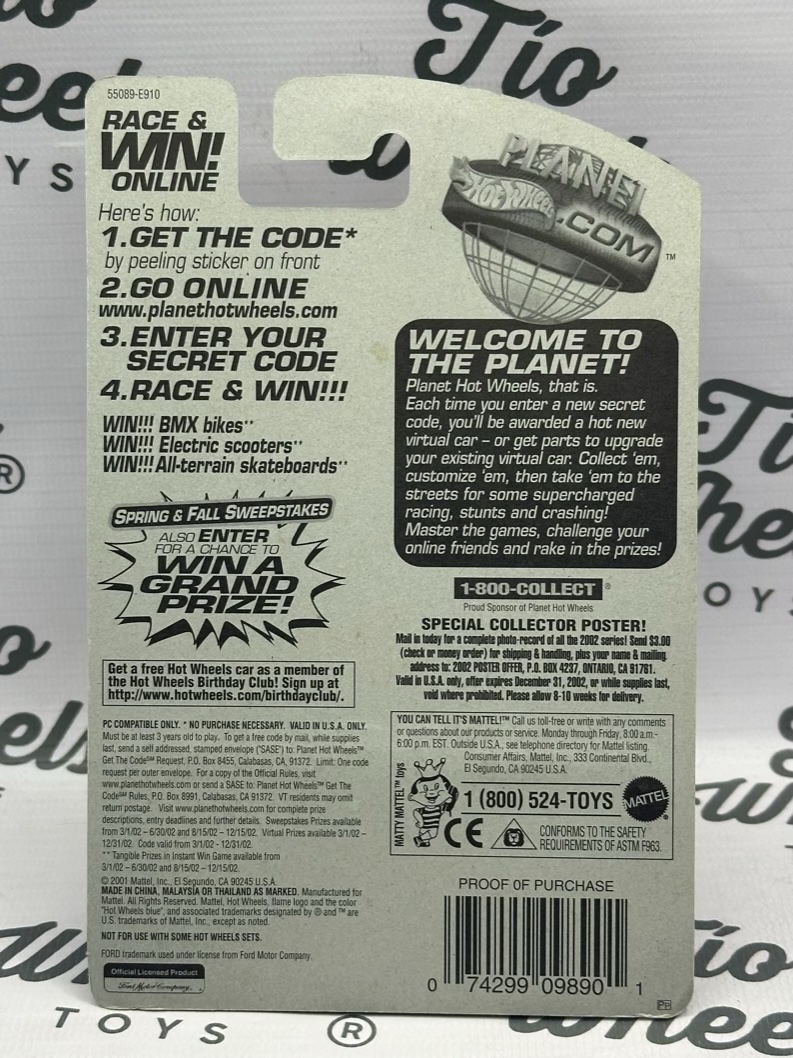 55089-E910
RACE &
WIN!
ONLINE
Here's how:
1.GET THE CODE*
by peeling sticker on front
2.GO ONLINE
www.planethotwheels.com
3.ENTER YOUR
SECRET CODE
4.RACE & WIN!!!
WIN!!! BMX bikes**
WIN!!! Electric scooters**
WIN!!! All-terrain skateboards**
SPRING & FALL SWEEPSTAKES
ALSO ENTER
FOR A CHANCE TO
WIN A
GRAND
PRIZE!
Get a free Hot Wheels car as a member of
the Hot Wheels Birthday Club! Sign up at
http://www.hotwheels.com/birthdayclub/.
PC COMPATIBLE ONLY. * NO PURCHASE NECESSARY. VALID IN U.S.A. ONLY.
Must be at least 3 years old to play. To get a free code by mail, while supplies
last, send a self addressed, stamped envelope ("SASE") to: Planet Hot Wheels™
Get The Code℠ Request, P.O. Box 8455, Calabasas, CA, 91372. Limit: One code
request per outer envelope. For a copy of the Official Rules, visit
www.planethotwheels.com or send a SASE to: Planet Hot Wheels™ Get The
Code℠ Rules, P.O. Box 8991, Calabasas, CA 91372. VT residents may omit
return postage. Visit www.planethotwheels.com for complete prize
descriptions, entry deadlines and further details. Sweepstakes Prizes available
from 3/1/02 – 6/30/02 and 8/15/02 – 12/15/02. Virtual Prizes available 3/1/02 –
12/31/02. Code valid from 3/1/02 - 12/31/02.
** Tangible Prizes in Instant Win Game available from
3/1/02 –6/30/02 and 8/15/02 –12/15/02.
© 2001 Mattel, Inc., El Segundo, CA 90245 U.S.A.
MADE IN CHINA, MALAYSIA OR THAILAND AS MARKED. Manufactured for
Mattel. All Rights Reserved. Mattel, Hot Wheels, flame logo and the color
"Hot Wheels blue", and associated trademarks designated by ® and ™ are
U.S. trademarks of Mattel, Inc., except as noted.
NOT FOR USE WITH SOME HOT WHEELS SETS.
FORD trademark used under license from Ford Motor Company.
Official Licensed Product
Ford Motor Company,
PLANET
HOT WHEELS
.COM™
WELCOME TO
THE PLANET!
Planet Hot Wheels, that is.
Each time you enter a new secret
code, you'll be awarded a hot new
virtual car – or get parts to upgrade
your existing virtual car. Collect 'em,
customize 'em, then take 'em to the
streets for some supercharged
racing, stunts and crashing!
Master the games, challenge your
online friends and rake in the prizes!
1-800-COLLECT®
Proud Sponsor of Planet Hot Wheels
SPECIAL COLLECTOR POSTER!
Mail in today for a complete photo-record of all the 2002 series! Send $3.00
(check or money order) for shipping & handling, plus your name & mailing
address to: 2002 POSTER OFFER, P.O. BOX 4237, ONTARIO, CA 91761.
Valid in U.S.A. only, offer expires December 31, 2002, or while supplies last,
void where prohibited. Please allow 8-10 weeks for delivery.
YOU CAN TELL IT'S MATTEL!™ Call us toll-free or write with any comments
or questions about our products or service. Monday through Friday, 8:00 a.m.-
6:00 p.m. EST. Outside U.S.A., see telephone directory for Mattel listing.
Consumer Affairs, Mattel, Inc., 333 Continental Blvd.,
El Segundo, CA 90245 U.S.A.
MATTY MATTEL™ toys
1 (800) 524-TOYS
MATTEL®
CE
CONFORMS TO THE SAFETY
REQUIREMENTS OF ASTM F963.
PROOF OF PURCHASE
0 74299 09890 1
PP
Tío
wheels
TOYS
®